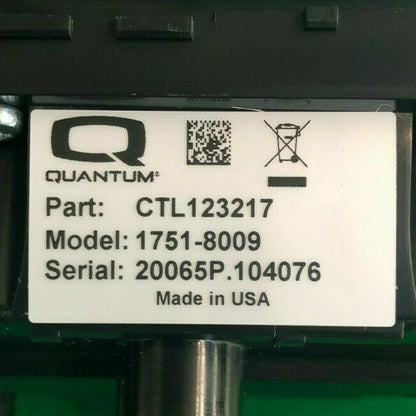 QUANTUM
Part: CTL123217
Model: 1751-8009
Serial: 20065P.104076
Made in USA